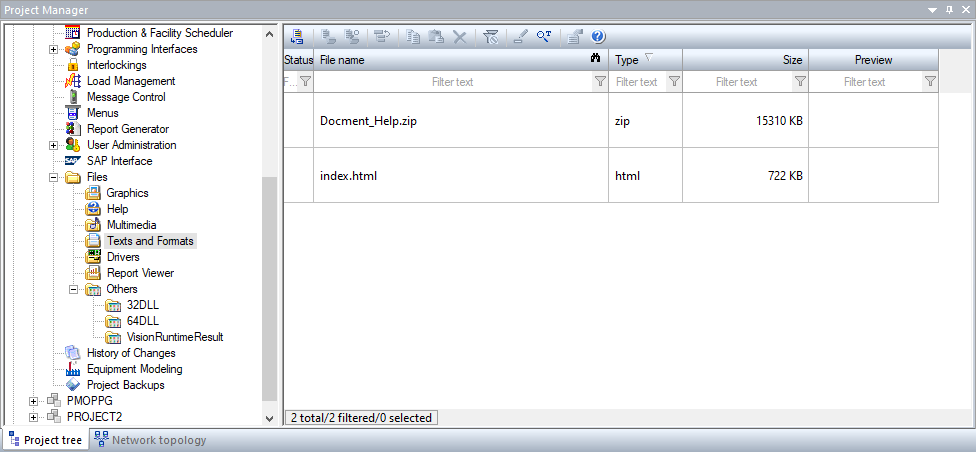 Project Manager
Production & Facility Scheduler
Programming Interfaces
Interlockings
Load Management
Message Control
Menus
Report Generator
User Administration
SAP Interface
Files
Graphics
Help
Multimedia
Texts and Formats
Drivers
Report Viewer
Others
32DLL
64DLL
VisionRuntimeResult
History of Changes
Equipment Modeling
Project Backups
PMOPPG
PROJECT2
Status File name Type Size Preview
F... Filter text Filter text Filter text Filter text
Docment_Help.zip zip 15310 KB
index.html html 722 KB
2 total/2 filtered/0 selected
Project tree Network topology